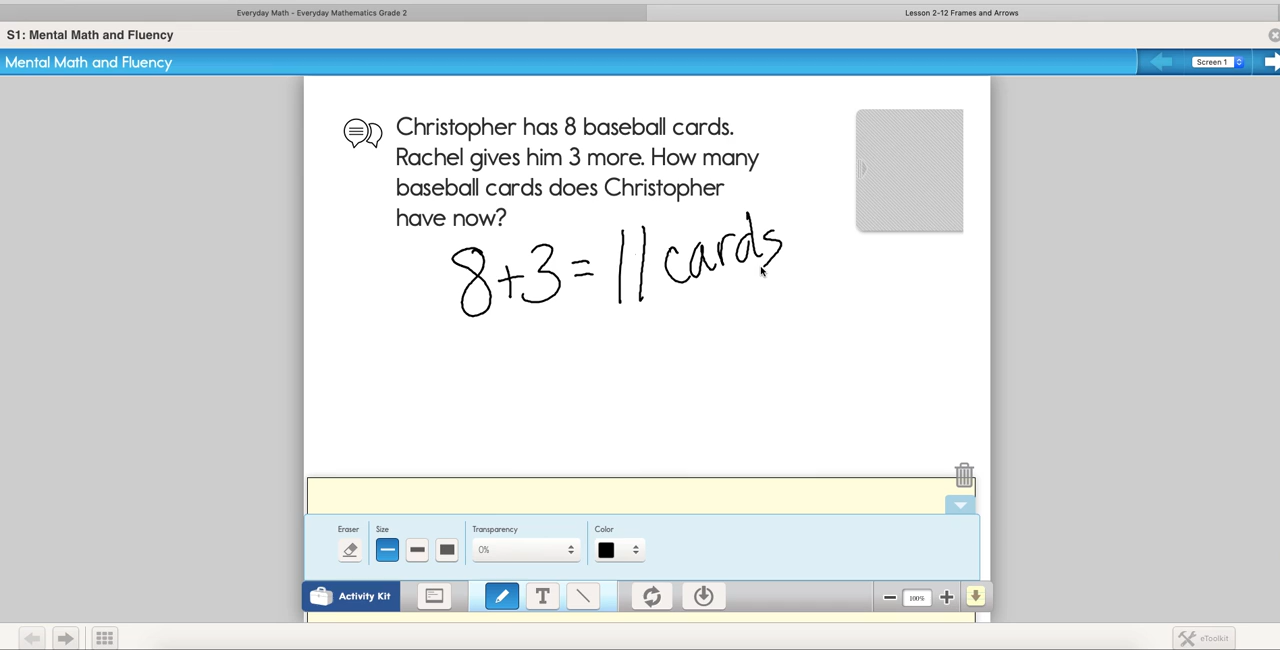 Everyday Math - Everyday Mathematics Grade 2
Lesson 2-12 Frames and Arrows
S1: Mental Math and Fluency
Mental Math and Fluency
Screen 1
Christopher has 8 baseball cards.
Rachel gives him 3 more. How many
baseball cards does Christopher
have now?
8+3=11 cards
Eraser
Size
Transparency
Color
0%
Activity Kit
T
100%
eToolkit